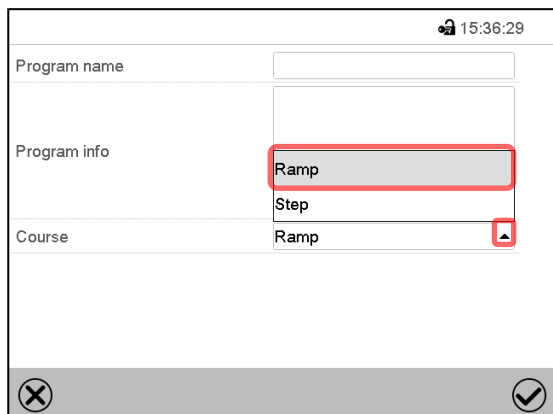 15:36:29
Program name
Program info
Ramp
Step
Course
Ramp